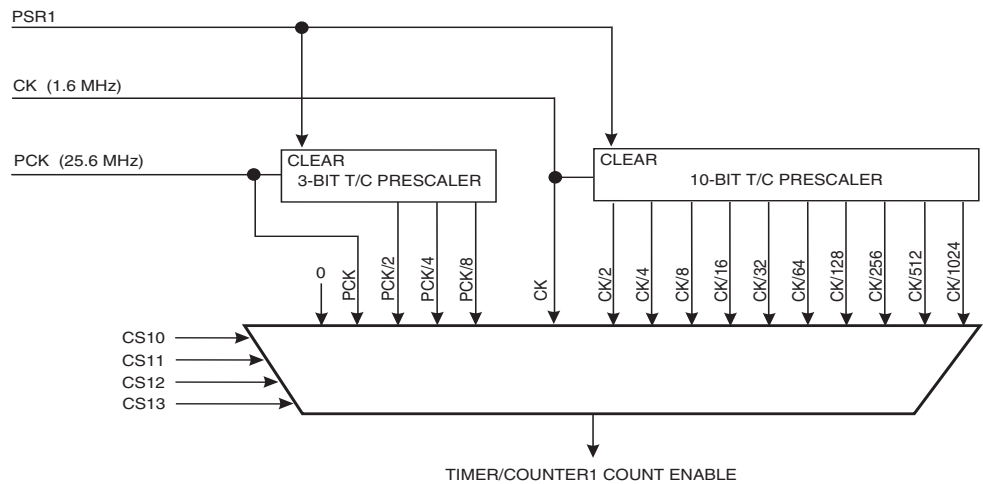 PSR1
CK (1.6 MHz)
PCK (25.6 MHz)
CLEAR
3-BIT T/C PRESCALER
CLEAR
10-BIT T/C PRESCALER
0
PCK
PCK/2
PCK/4
PCK/8
CK
CK/2
CK/4
CK/8
CK/16
CK/32
CK/64
CK/128
CK/256
CK/512
CK/1024
CS10
CS11
CS12
CS13
TIMER/COUNTER1 COUNT ENABLE